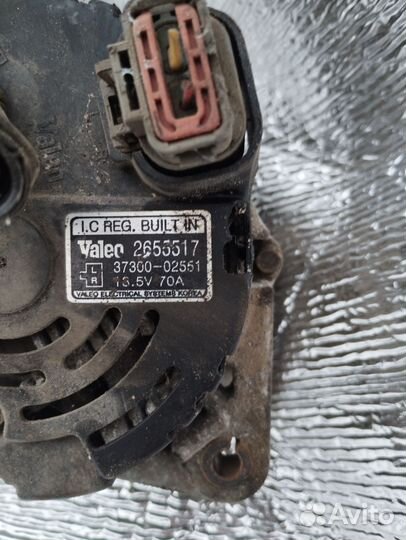 I.C REG. BUILT IN
Valeo 2655517
L
R
37300-02551
13.5V 70A
VALEO ELECTRICAL SYSTEMS KOREA
Avito